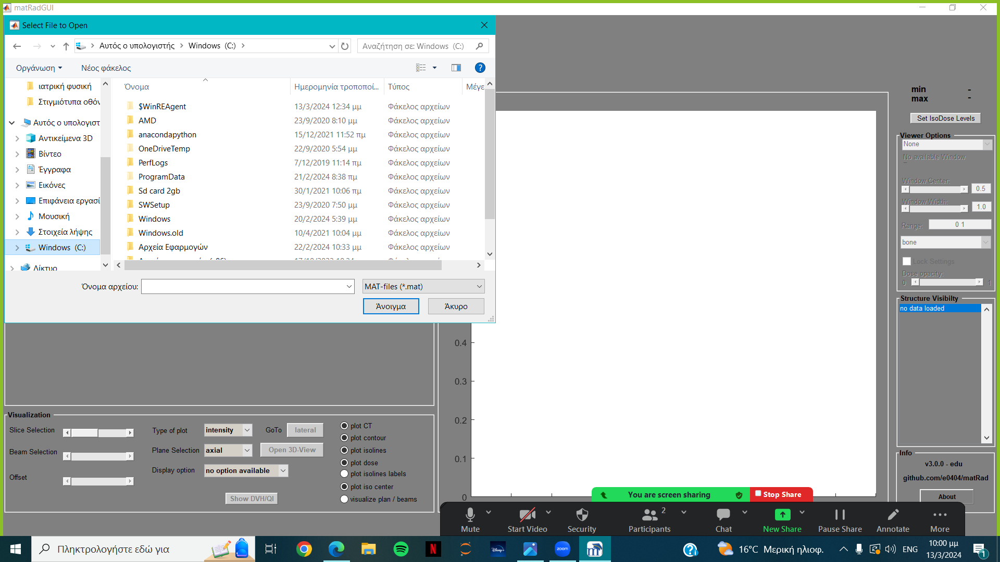 matRadGUI
Select File to Open
Αυτός ο υπολογιστής > Windows (C:) >
Αναζήτηση σε: Windows (C:)
Οργάνωση
Νέος φάκελος
ιατρική φυσική
Στιγμιότυπα οθόν
Αυτός ο υπολογιστ
Αντικείμενα 3D
Βίντεο
Έγγραφα
Εικόνες
Επιφάνεια εργασί
Μουσική
Στοιχεία λήψης
Windows (C:)
Δίκτυο
Όνομα Ημερομηνία τροποποί... Τύπος Μέγε
$WinREAgent 13/3/2024 12:34 μμ Φάκελος αρχείων
AMD 23/9/2020 8:10 μμ Φάκελος αρχείων
anacondapython 15/12/2021 11:52 πμ Φάκελος αρχείων
OneDriveTemp 22/9/2020 5:54 μμ Φάκελος αρχείων
PerfLogs 7/12/2019 11:14 πμ Φάκελος αρχείων
ProgramData 21/2/2024 8:38 πμ Φάκελος αρχείων
Sd card 2gb 30/1/2021 10:06 πμ Φάκελος αρχείων
SWSetup 23/9/2020 7:50 μμ Φάκελος αρχείων
Windows 20/2/2024 5:39 μμ Φάκελος αρχείων
Windows.old 10/4/2021 10:04 μμ Φάκελος αρχείων
Αρχεία Εφαρμογών 22/2/2024 10:33 μμ Φάκελος αρχείων
Όνομα αρχείου:
MAT-files (*.mat)
Άνοιγμα
Άκυρο
min -
max -
Set IsoDose Levels
Viewer Options
None
No available Window
Window Center:
0.5
Window Width:
1.0
Range:
0 1
bone
Lock Settings
Dose opacity:
0 1
Structure Visibilty
no data loaded
Info
v3.0.0 - edu
github.com/e0404/matRad
About
0.4
0.3
0.2
0.1
0
Visualization
Slice Selection
Beam Selection
Offset
Type of plot
intensity
GoTo
lateral
Plane Selection
axial
Open 3D-View
Display option
no option available
Show DVH/QI
plot CT
plot contour
plot isolines
plot dose
plot isolines labels
plot iso center
visualize plan / beams
You are screen sharing
Stop Share
Mute
Start Video
Security
Participants
2
Chat
New Share
Pause Share
Annotate
More
Πληκτρολογήστε εδώ για
N
Disney+
zoom
m
16°C Μερική ηλιοφ.
ENG
10:00 μμ
13/3/2024
1